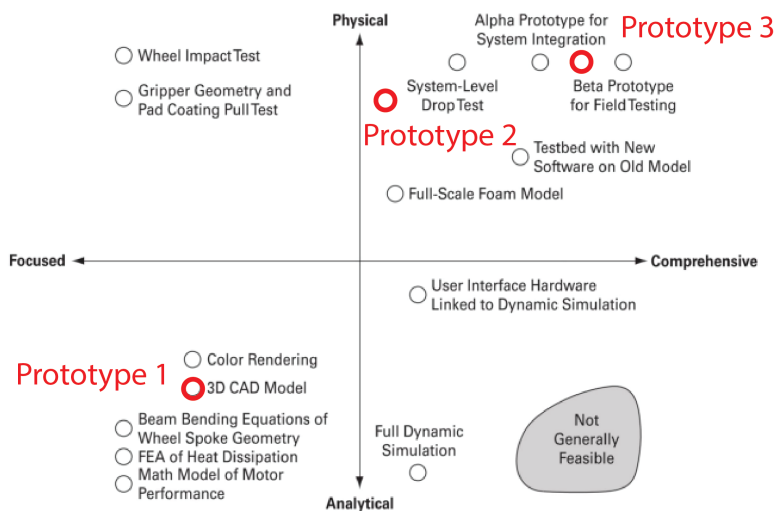 Physical
Alpha Prototype for
System Integration
Prototype 3
Wheel Impact Test
Gripper Geometry and
Pad Coating Pull Test
System-Level
Drop Test
Beta Prototype
for Field Testing
Prototype 2
Testbed with New
Software on Old Model
Full-Scale Foam Model
Focused
Comprehensive
User Interface Hardware
Linked to Dynamic Simulation
Color Rendering
Prototype 1
3D CAD Model
Beam Bending Equations of
Wheel Spoke Geometry
FEA of Heat Dissipation
Math Model of Motor
Performance
Full Dynamic
Simulation
Not
Generally
Feasible
Analytical